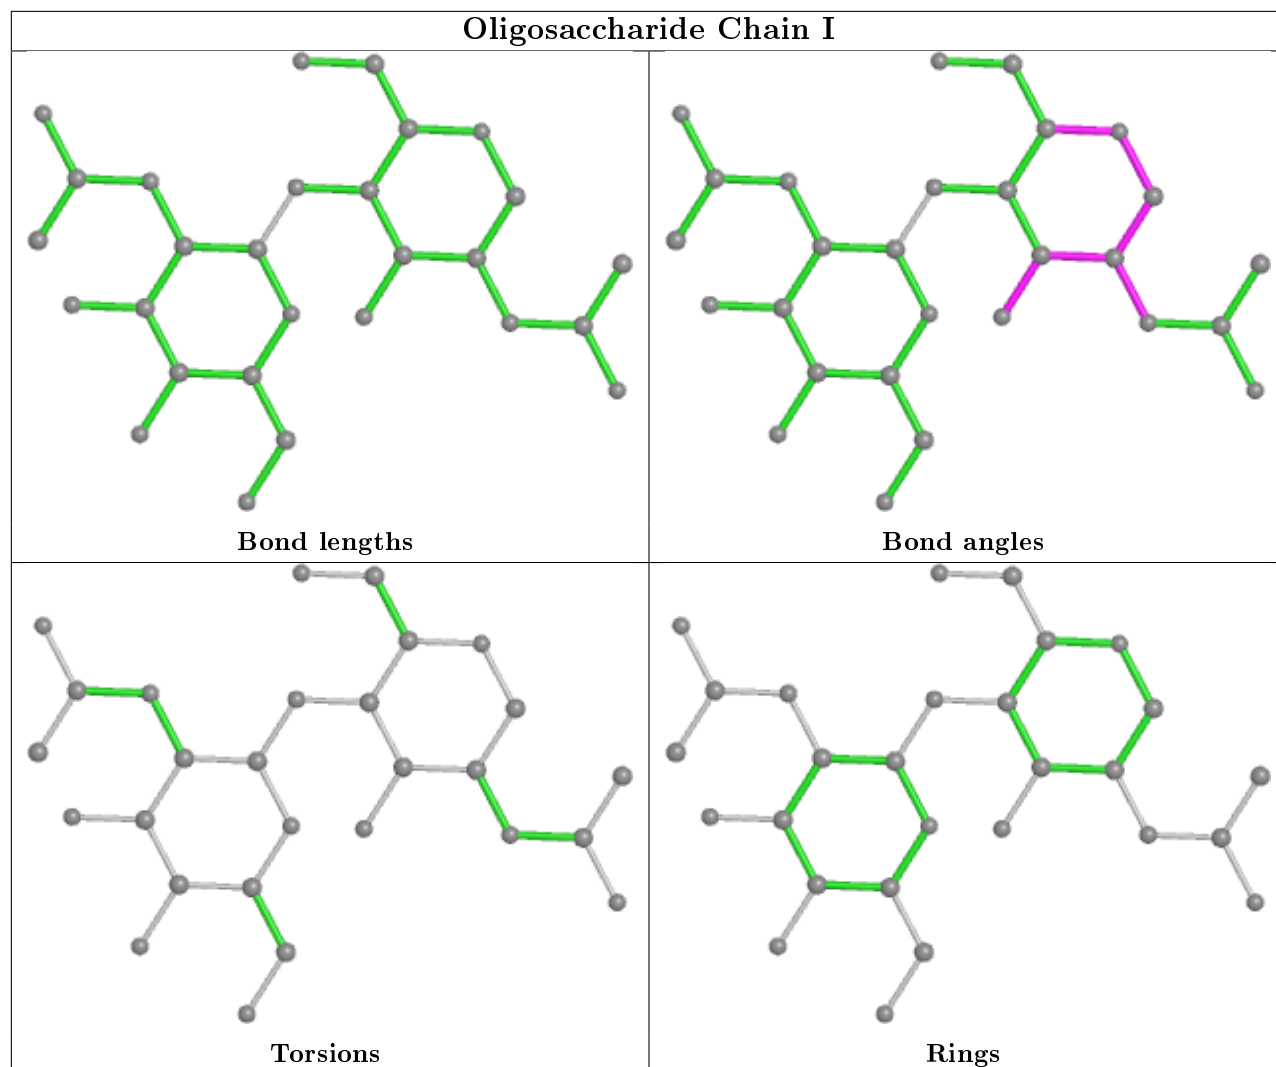 Oligosaccharide Chain I
Bond lengths
Bond angles
Torsions
Rings